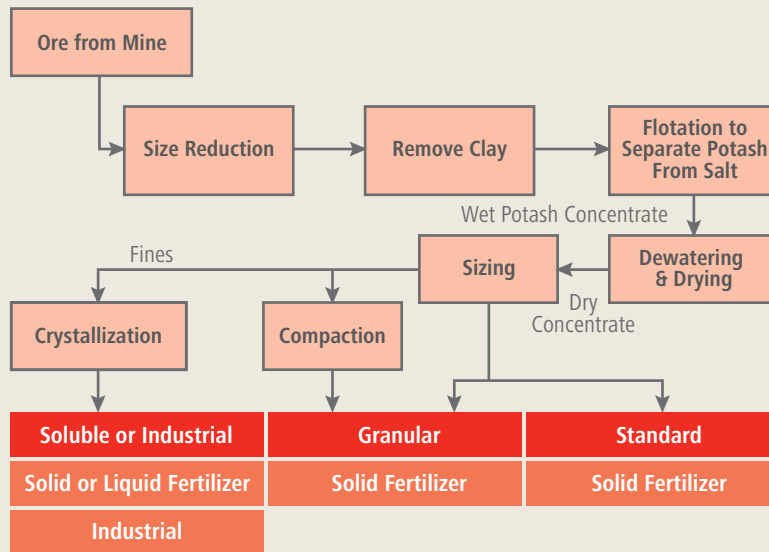 Ore from Mine
Size Reduction
Remove Clay
Flotation to
Separate Potash
From Salt
Wet Potash Concentrate
Dewatering
& Drying
Dry
Concentrate
Sizing
Fines
Crystallization
Compaction
Soluble or Industrial
Granular
Standard
Solid or Liquid Fertilizer
Solid Fertilizer
Solid Fertilizer
Industrial